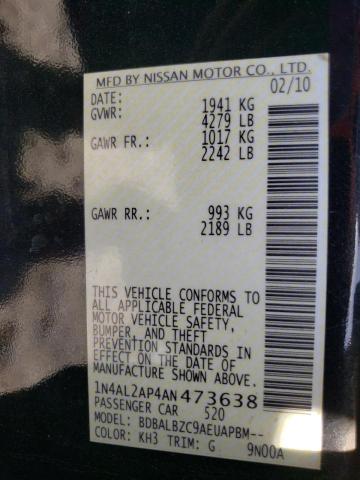 MFD BY NISSAN MOTOR CO., LTD.
DATE: 02/10
GVWR: 1941 KG
4279 LB
GAWR FR.: 1017 KG
2242 LB
GAWR RR.: 993 KG
2189 LB
THIS VEHICLE CONFORMS TO
ALL APPLICABLE FEDERAL
MOTOR VEHICLE SAFETY,
BUMPER, AND THEFT
PREVENTION STANDARDS IN
EFFECT ON THE DATE OF
MANUFACTURE SHOWN ABOVE.
1N4AL2AP4AN473638
PASSENGER CAR 520
MODEL: BDBALBZC9AEUAPBM--
COLOR: KH3 TRIM: G 9N00A